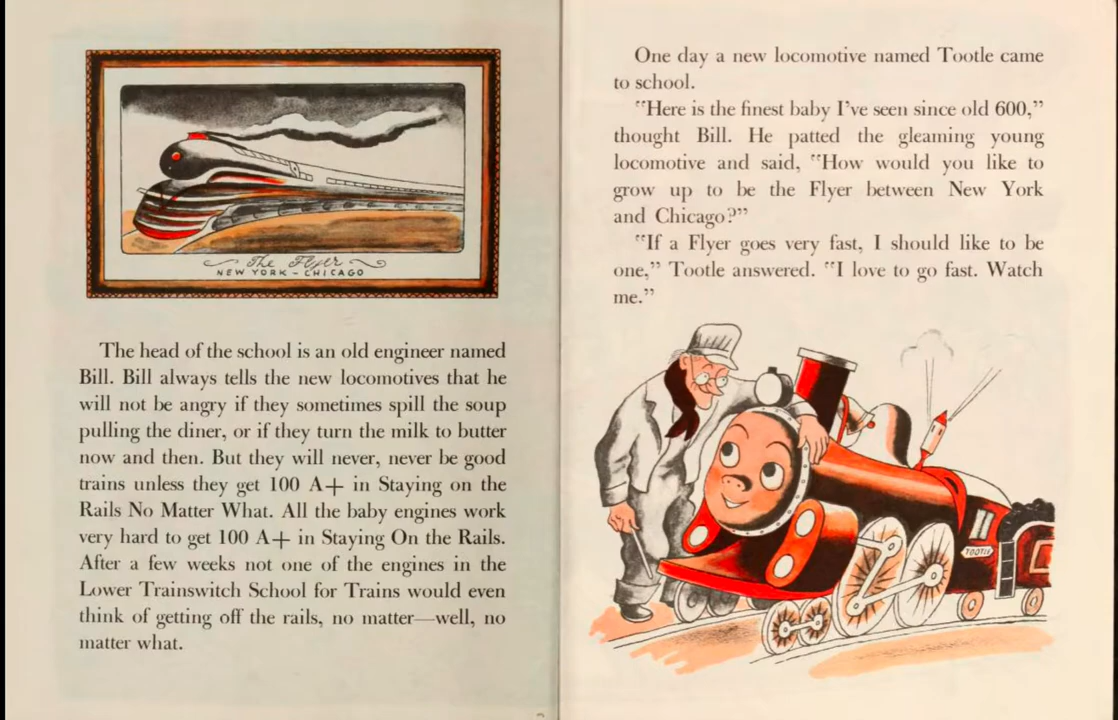 The Flyer
NEW YORK – CHICAGO
The head of the school is an old engineer named
Bill. Bill always tells the new locomotives that he
will not be angry if they sometimes spill the soup
pulling the diner, or if they turn the milk to butter
now and then. But they will never, never be good
trains unless they get 100 A+ in Staying on the
Rails No Matter What. All the baby engines work
very hard to get 100 A+ in Staying On the Rails.
After a few weeks not one of the engines in the
Lower Trainswitch School for Trains would even
think of getting off the rails, no matter—well, no
matter what.
One day a new locomotive named Tootle came
to school.
"Here is the finest baby I've seen since old 600,"
thought Bill. He patted the gleaming young
locomotive and said, "How would you like to
grow up to be the Flyer between New York
and Chicago?"
"If a Flyer goes very fast, I should like to be
one," Tootle answered. "I love to go fast. Watch
me."
TOOTLE